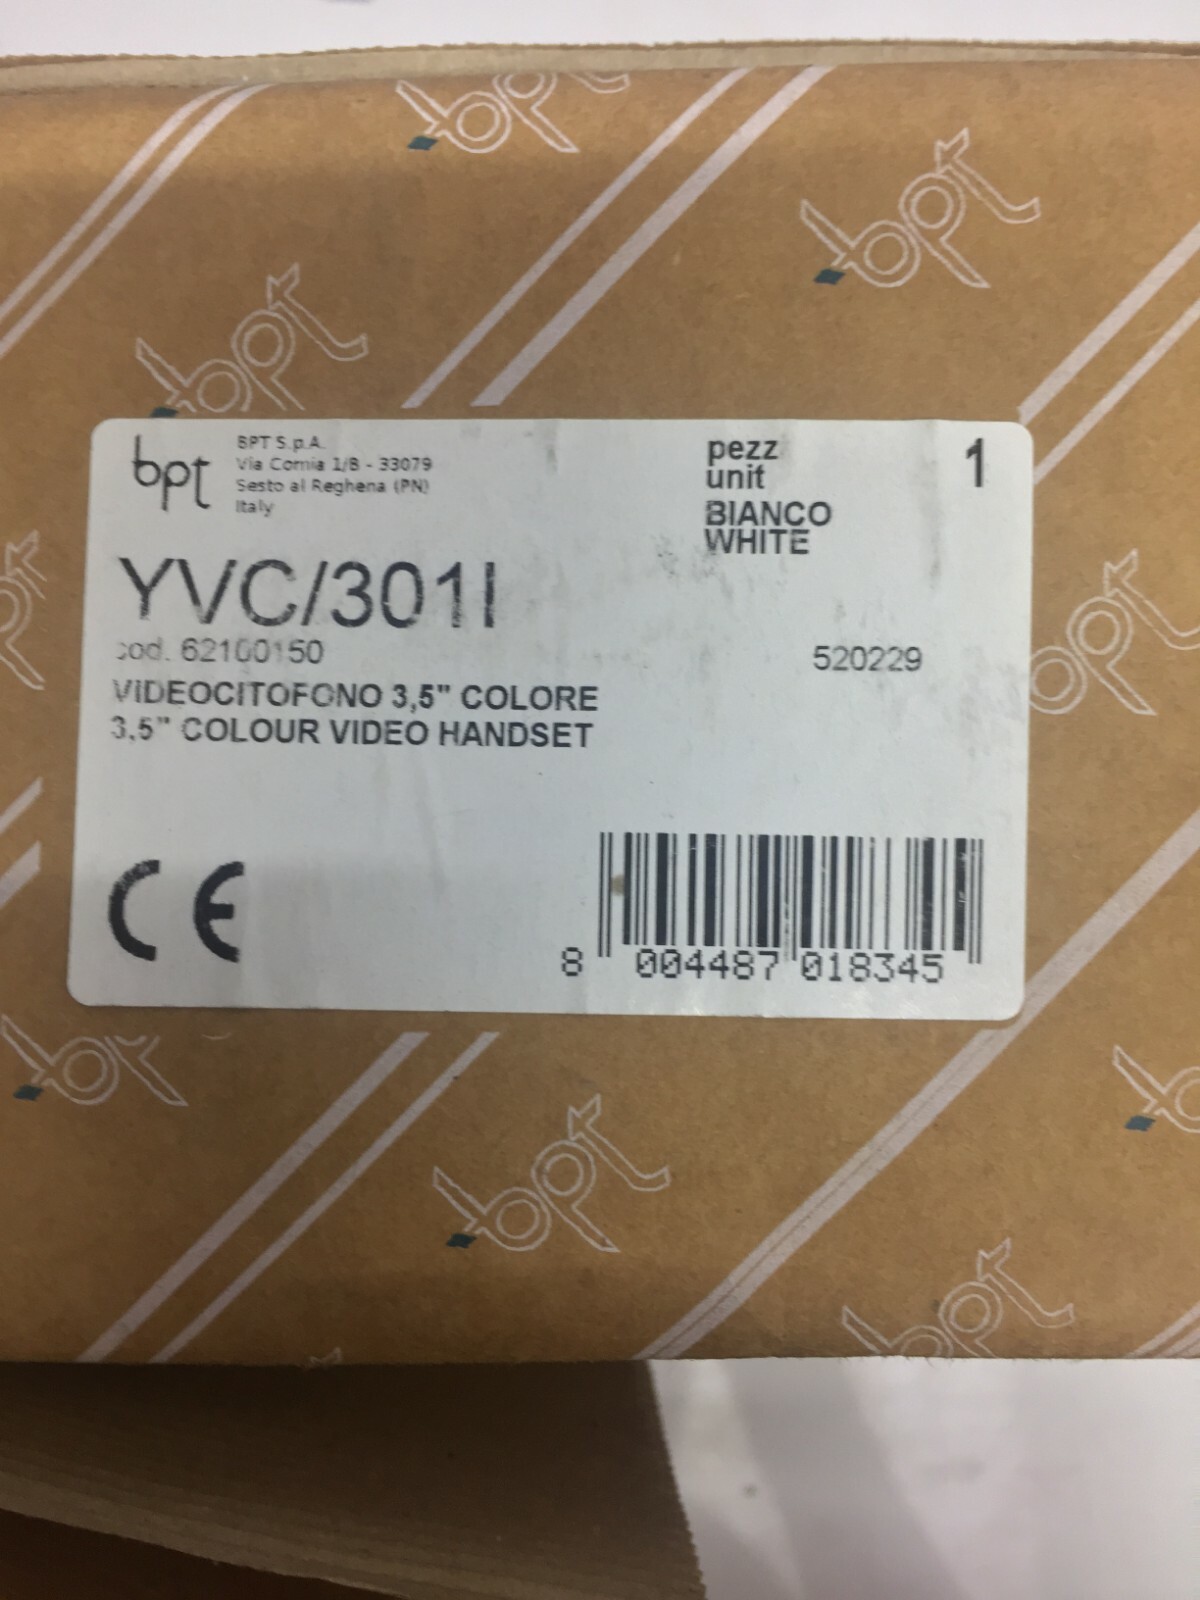 bpt
bpt
bpt
bpt
BPT S.p.A.
Via Cornia 1/B - 33079
Sesto al Reghena (PN)
Italy
pezz
unit
1
BIANCO
WHITE
YVC/301I
cod. 62100150
520229
VIDEOCITOFONO 3,5" COLORE
3,5" COLOUR VIDEO HANDSET
CE
8 004487 018345
bpt
bpt
bpt
bpt